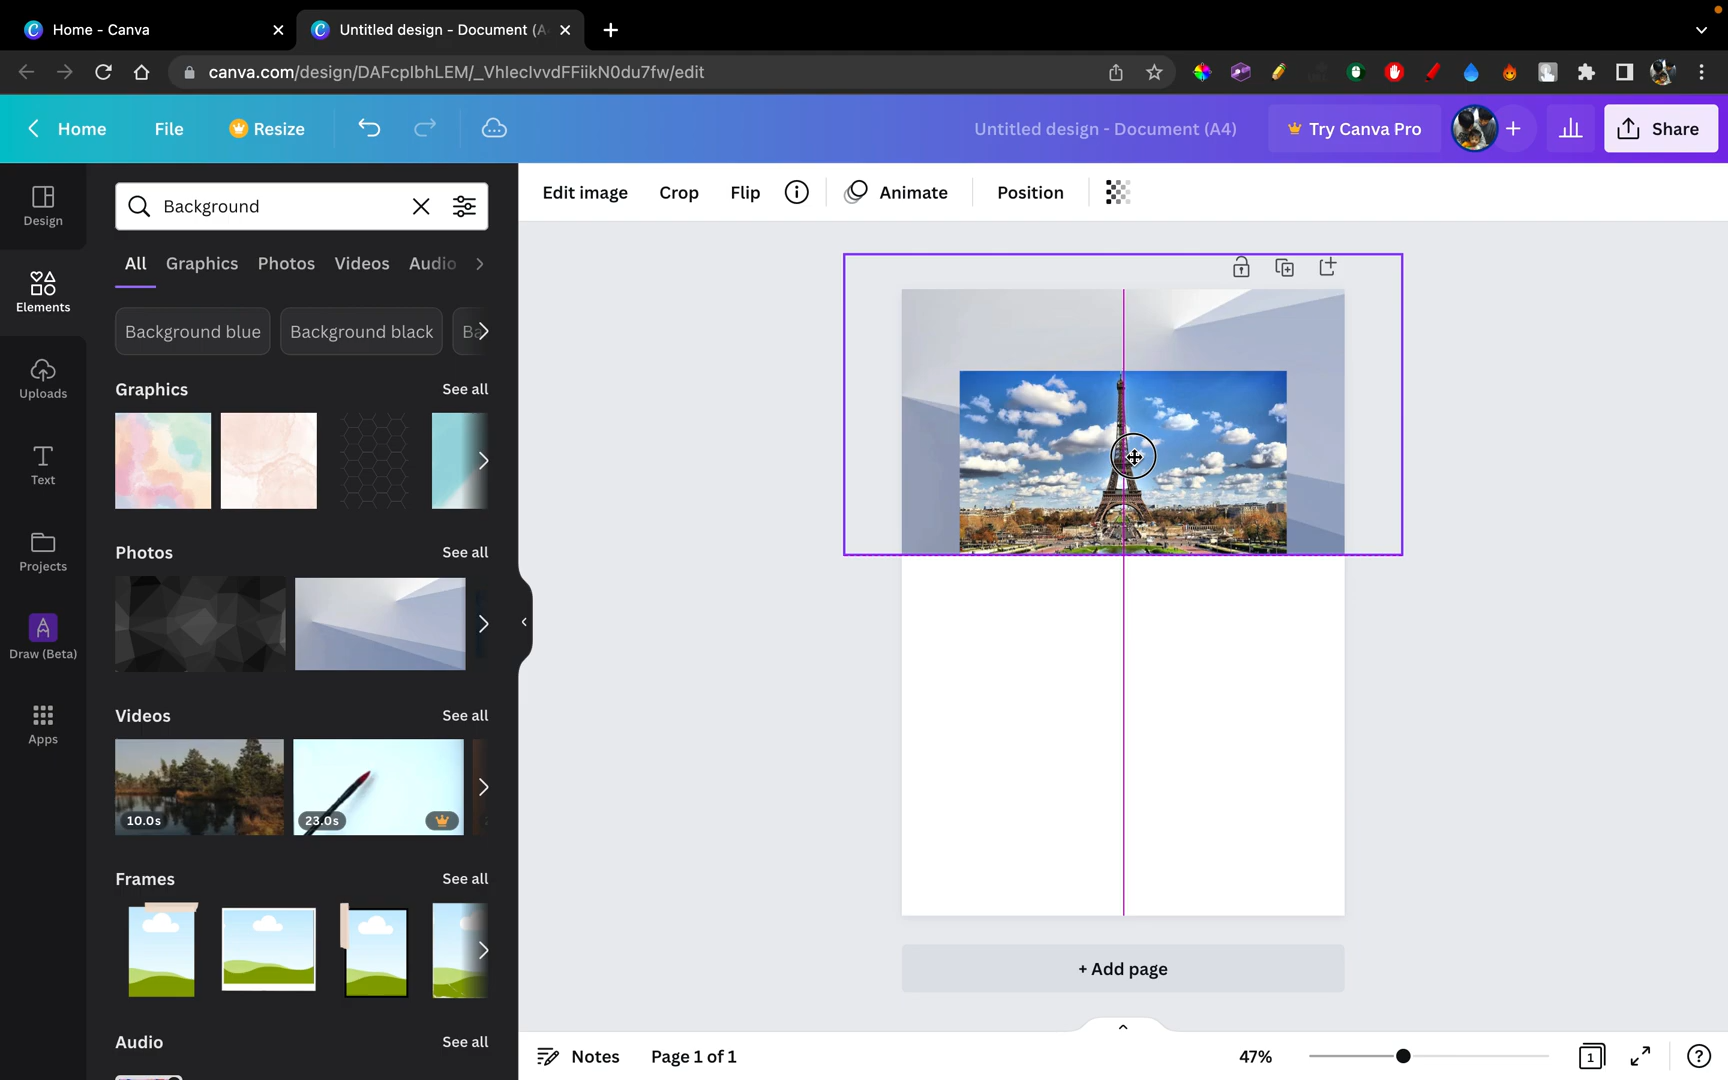 Home - Canva
Untitled design - Document (A
canva.com/design/DAFcpIbhLEM/_VhlecIvvdFFiikN0du7fw/edit
Home
File
Resize
Untitled design - Document (A4)
Try Canva Pro
Share
Design
Elements
Uploads
Text
Projects
Draw (Beta)
Apps
Background
All
Graphics
Photos
Videos
Audio
Background blue
Background black
Ba
Graphics
See all
Photos
See all
Videos
See all
10.0s
23.0s
Frames
See all
Audio
See all
Edit image
Crop
Flip
Animate
Position
+ Add page
Notes
Page 1 of 1
47%
1